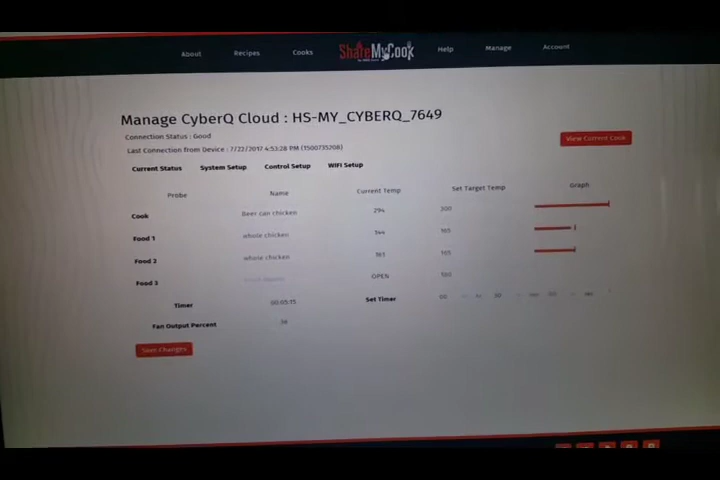 About Recipes Cooks ShareMyCook Help Manage Account
Manage CyberQ Cloud : HS-MY_CYBERQ_7649
Connection Status : Good
Last Connection from Device : 7/22/2017 4:53:28 PM (1500735208)
View Current Cook
Current Status System Setup Control Setup WIFI Setup
Probe Name Current Temp Set Target Temp Graph
Cook Beer can chicken 294 300
Food 1 whole chicken 144 165
Food 2 whole chicken 161 165
Food 3 OPEN
Timer 00:05:15 Set Timer
Fan Output Percent
Save Changes